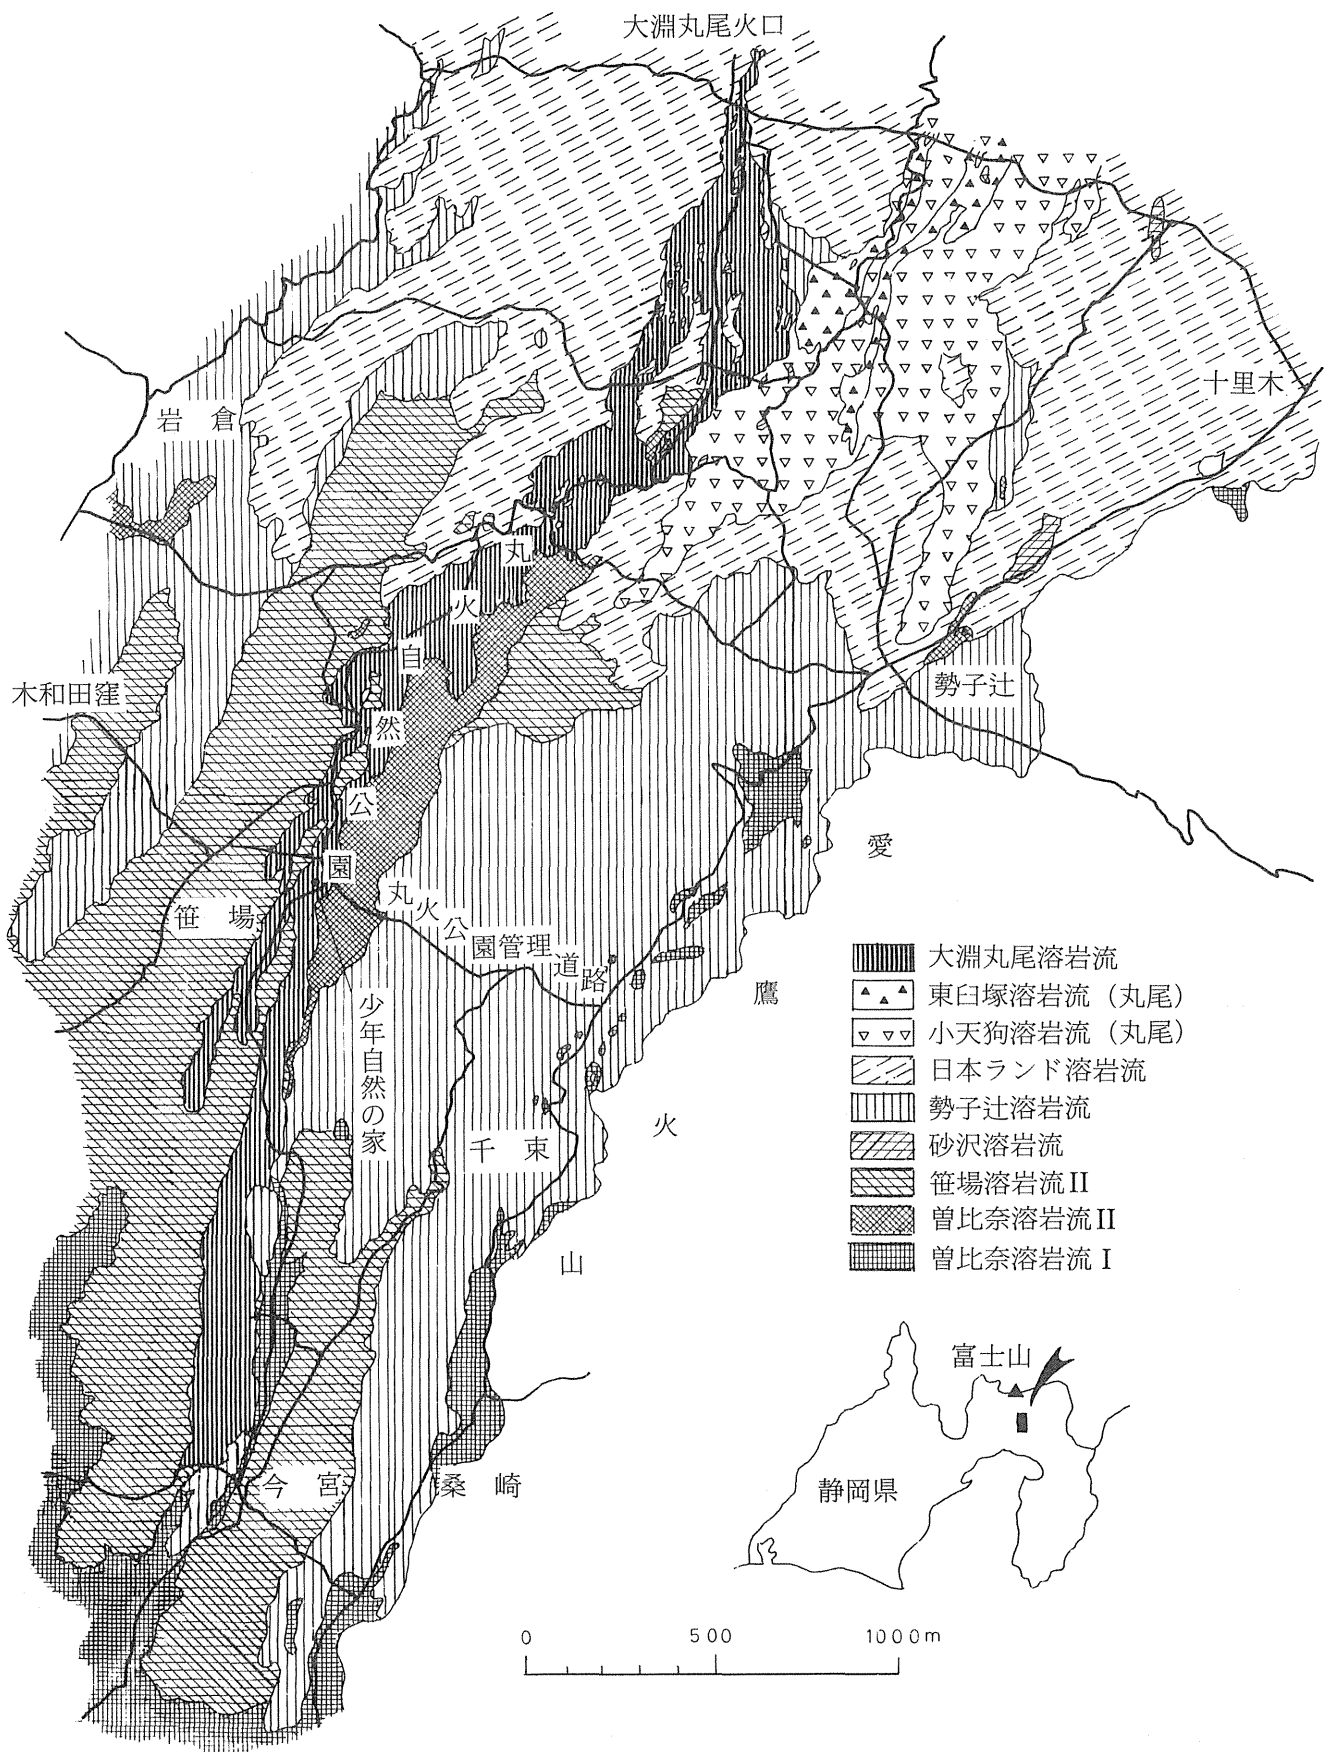 大淵丸尾火口
十里木
岩倉
丸火自然公園
木和田窪
勢子辻
笹場
丸火公園管理道路
少年自然の家
千束
愛鷹火山
今宮
桑崎
大淵丸尾溶岩流
東臼塚溶岩流（丸尾）
小天狗溶岩流（丸尾）
日本ランド溶岩流
勢子辻溶岩流
砂沢溶岩流
笹場溶岩流II
曽比奈溶岩流II
曽比奈溶岩流I
富士山
静岡県
0 500 1000m